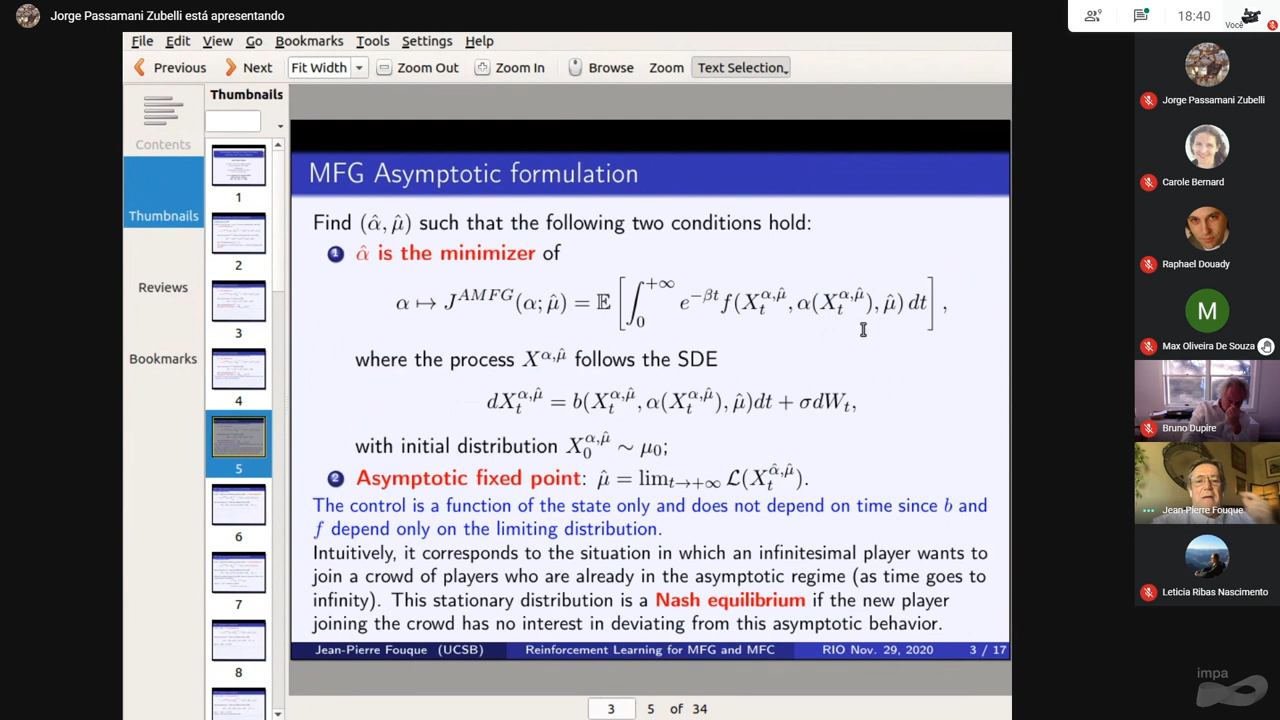 Jorge Passamani Zubelli está apresentando
9
18:40
Você
File Edit View Go Bookmarks Tools Settings Help
Previous Next Fit Width Zoom Out Zoom In Browse Zoom Text Selection
Contents
Thumbnails
Reviews
Bookmarks
Thumbnails
1
2
3
4
5
6
7
8
MFG Asymptotic formulation
Find (α̂, μ̂) such that the following two conditions hold:
1 α̂ is the minimizer of
α ↦ J^{AMFG}(α; μ̂) = 𝔼 [ ∫_0^{+∞} e^{−βt} f(X_t^{α,μ̂}, α(X_t^{α,μ̂}), μ̂) dt ] ,
where the process X^{α,μ̂} follows the SDE
dX_t^{α,μ̂} = b(X_t^{α,μ̂}, α(X_t^{α,μ̂}), μ̂)dt + σdW_t,
with initial distribution X_0^{α,μ̂} ∼ μ_0;
2 Asymptotic fixed point: μ̂ = lim_{t→+∞} ℒ(X_t^{α̂,μ̂}).
The control is a function of the state only and does not depend on time since b and
f depend only on the limiting distribution.
Intuitively, it corresponds to the situation in which an infinitesimal player wants to
join a crowd of players who are already in the asymptotic regime (as time goes to
infinity). This stationary distribution is a Nash equilibrium if the new player
joining the crowd has no interest in deviating from this asymptotic behavior.
Jean-Pierre Fouque (UCSB) Reinforcement Learning for MFG and MFC RIO Nov. 29, 2020 3 / 17
3 5 of 34
Jorge Passamani Zubelli
Carole Bernard
Raphael Douady
M
Max Oliveira De Souza
Bruno Dupire
Jean-Pierre Fouque
Leticia Ribas Nascimento
impa